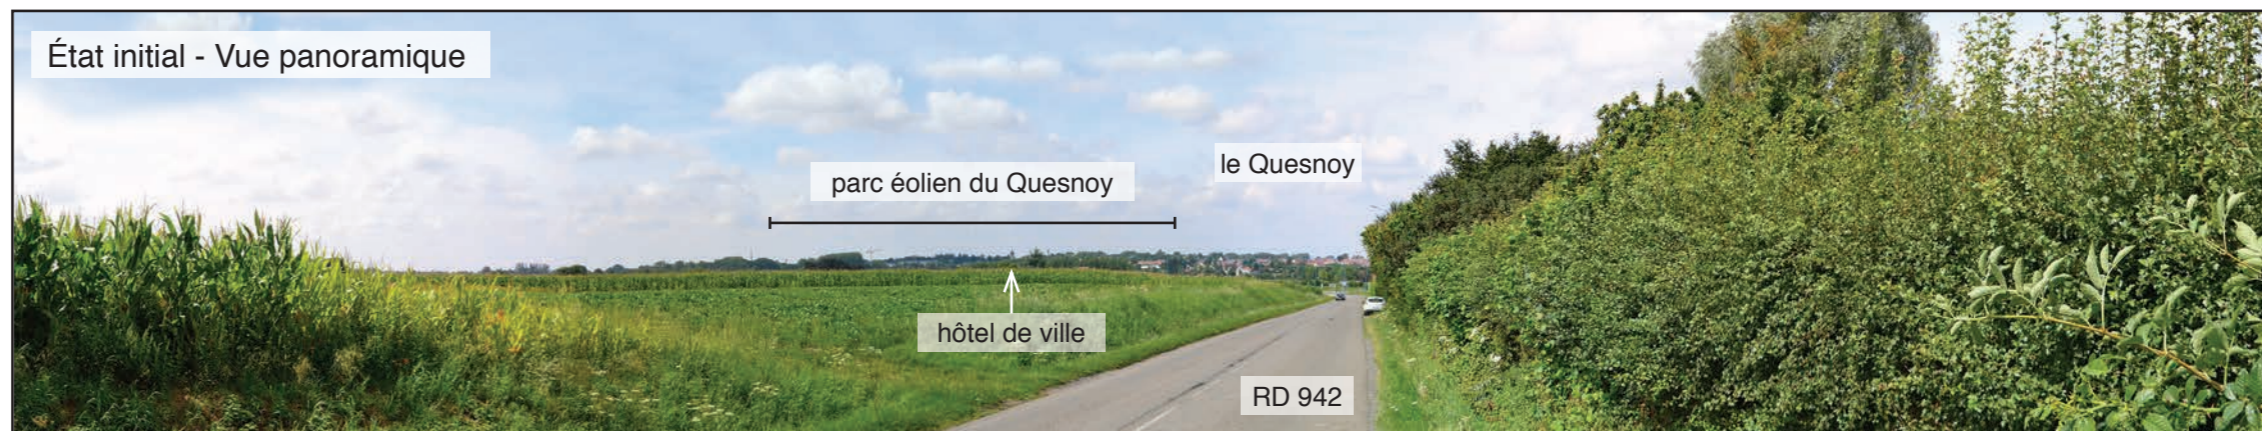 État initial - Vue panoramique
le Quesnoy
parc éolien du Quesnoy
hôtel de ville
RD 942